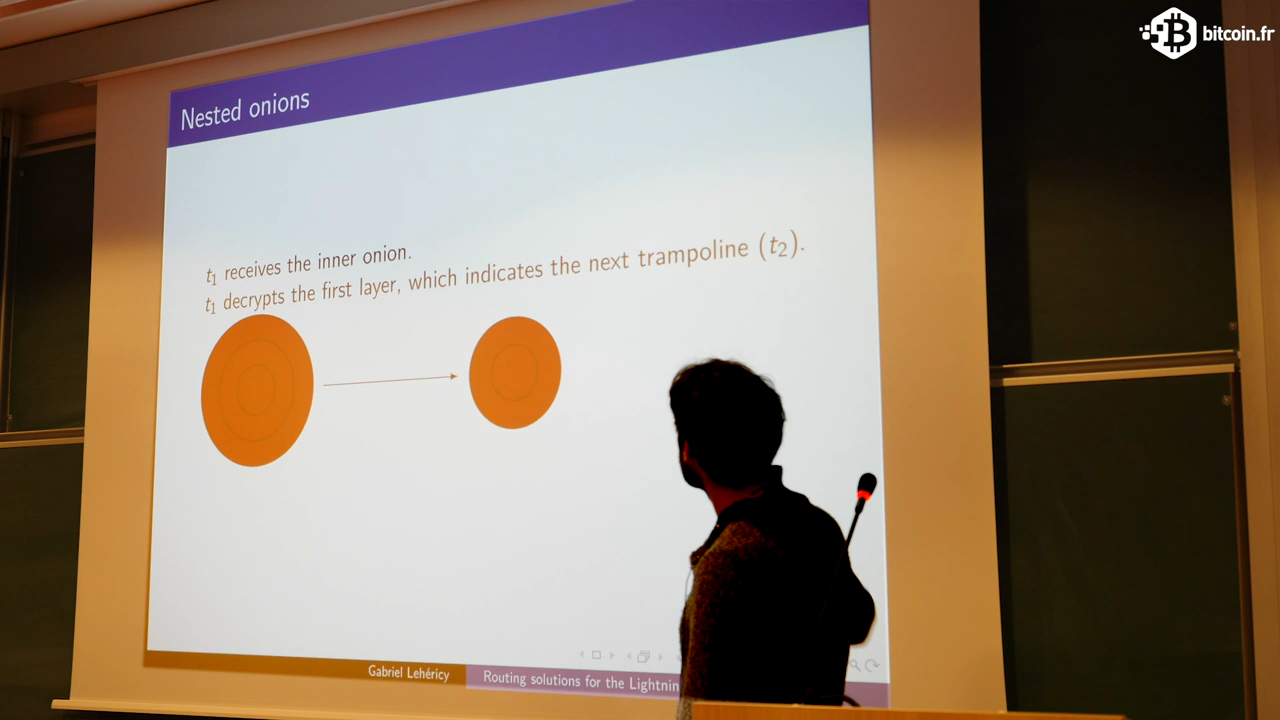 bitcoin.fr
Nested onions
t₁ receives the inner onion.
t₁ decrypts the first layer, which indicates the next trampoline (t₂).
Gabriel Lehéricy
Routing solutions for the